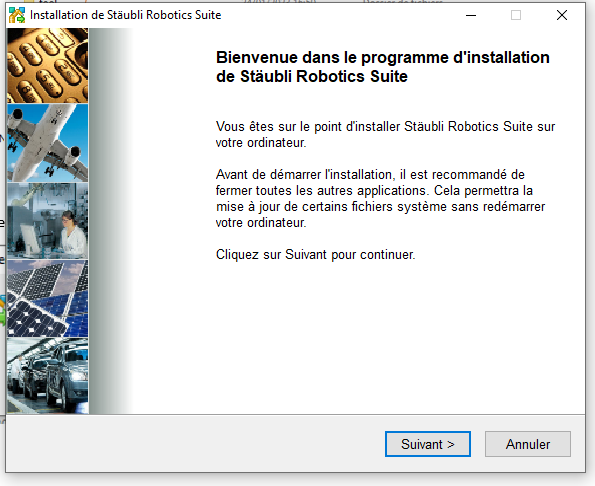 Installation de Stäubli Robotics Suite
Bienvenue dans le programme d'installation
de Stäubli Robotics Suite
Vous êtes sur le point d'installer Stäubli Robotics Suite sur
votre ordinateur.
Avant de démarrer l'installation, il est recommandé de
fermer toutes les autres applications. Cela permettra la
mise à jour de certains fichiers système sans redémarrer
votre ordinateur.
Cliquez sur Suivant pour continuer.
Suivant >
Annuler